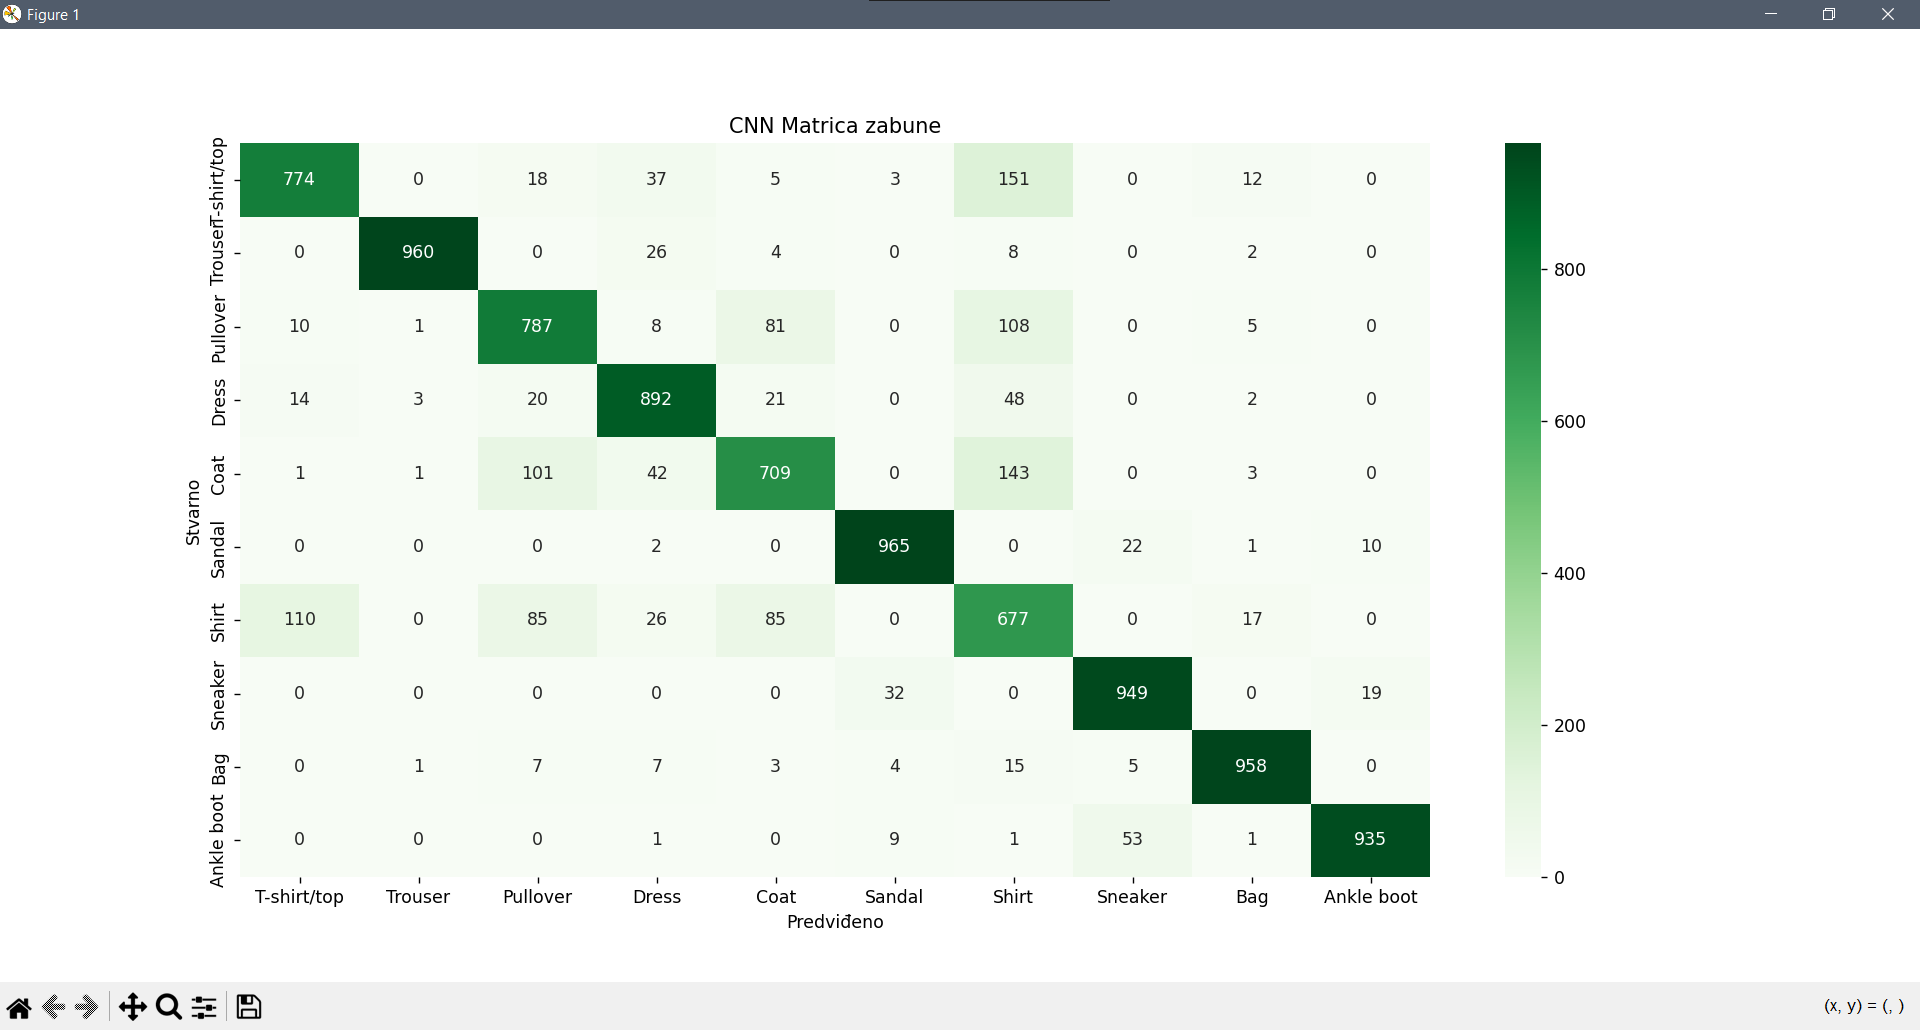 Figure 1
CNN Matrica zabune
T-shirt/top 774 0 18 37 5 3 151 0 12 0
Trouser 0 960 0 26 4 0 8 0 2 0
Pullover 10 1 787 8 81 0 108 0 5 0
Dress 14 3 20 892 21 0 48 0 2 0
Coat 1 1 101 42 709 0 143 0 3 0
Sandal 0 0 0 2 0 965 0 22 1 10
Shirt 110 0 85 26 85 0 677 0 17 0
Sneaker 0 0 0 0 0 32 0 949 0 19
Bag 0 1 7 7 3 4 15 5 958 0
Ankle boot 0 0 0 1 0 9 1 53 1 935
Stvarno
T-shirt/top Trouser Pullover Dress Coat Sandal Shirt Sneaker Bag Ankle boot
Predviđeno
800
600
400
200
0
(x, y) = (, )